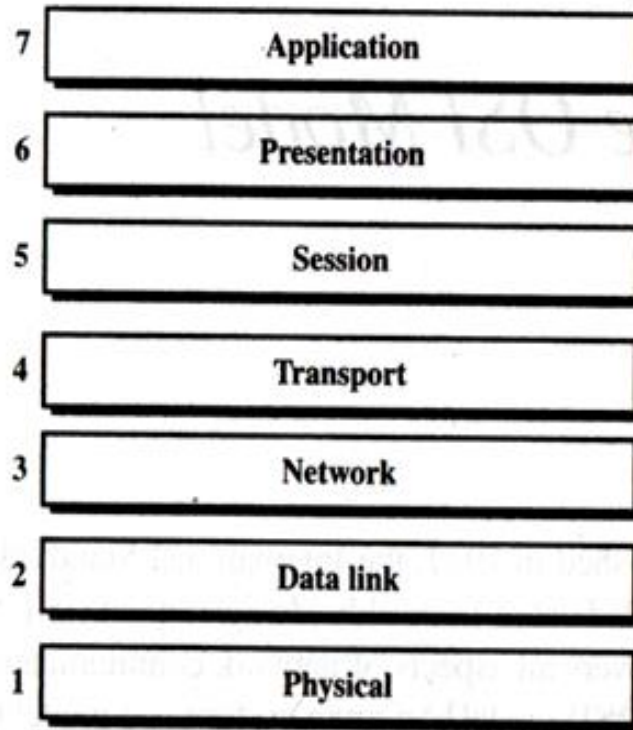 7 Application
6 Presentation
5 Session
4 Transport
3 Network
2 Data link
1 Physical